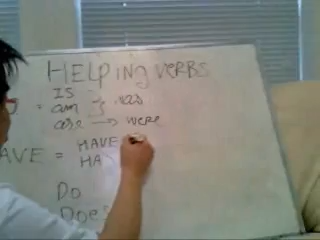 HELPING VERBS
IS
= am } was
are → were
AVE = HAVE
HA
Do
Does